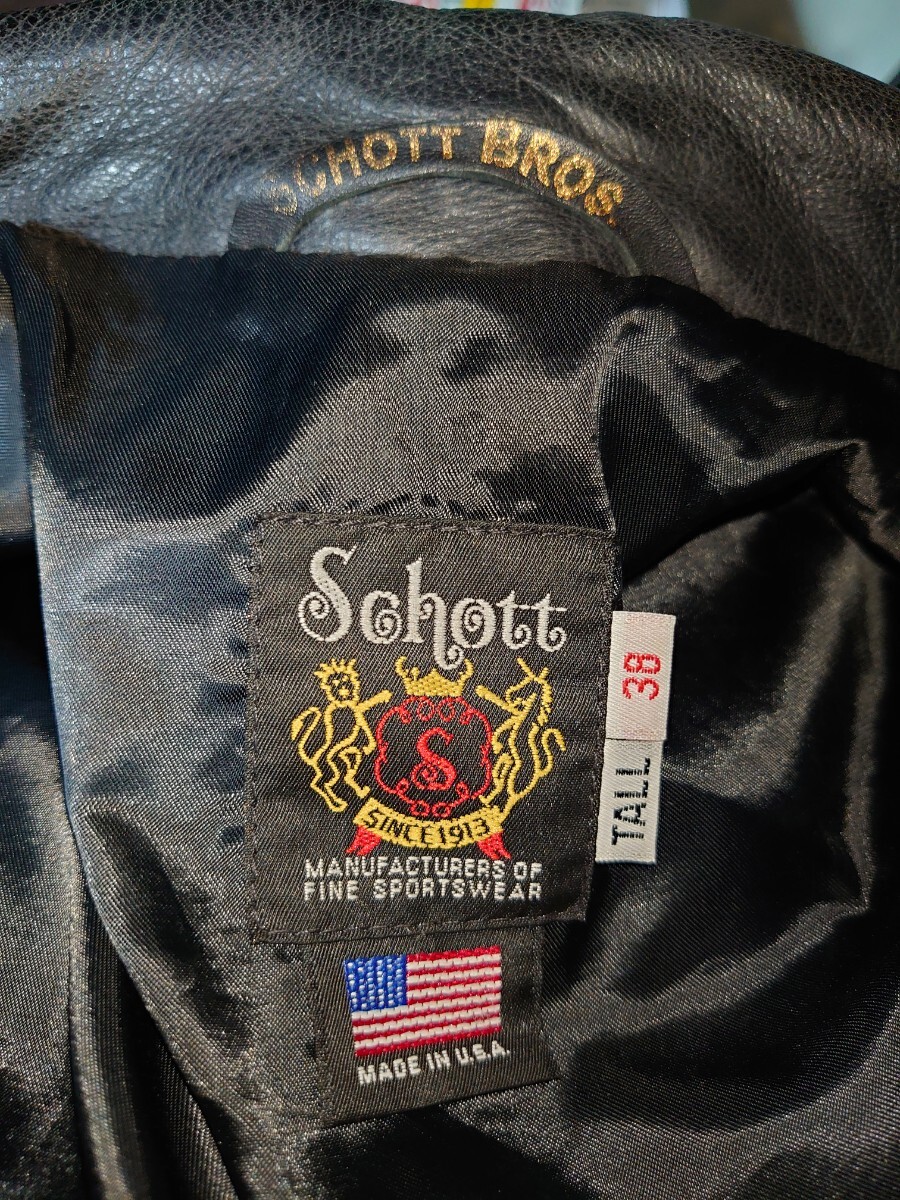 SCHOTT BROS.
Schott
S
SINCE 1913
MANUFACTURERS OF
FINE SPORTSWEAR
38
TALL
MADE IN U.S.A.